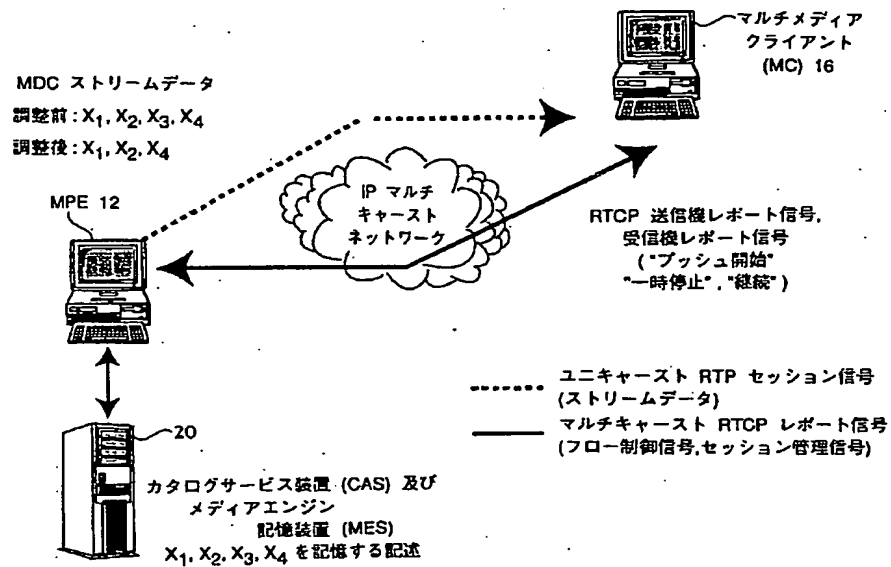 マルチメディア
クライアント
(MC) 16
MDC ストリームデータ
調整前 : X₁, X₂, X₃, X₄
調整後 : X₁, X₂, X₄
MPE 12
IP マルチ
キャースト
ネットワーク
RTCP 送信機レポート信号,
受信機レポート信号
("プッシュ開始"
"一時停止", "継続")
ユニキャースト RTP セッション信号
(ストリームデータ)
マルチキャースト RTCP レポート信号
(フロー制御信号,セッション管理信号)
20
カタログサービス装置 (CAS) 及び
メディアエンジン
記憶装置 (MES)
X₁, X₂, X₃, X₄ を記憶する記述